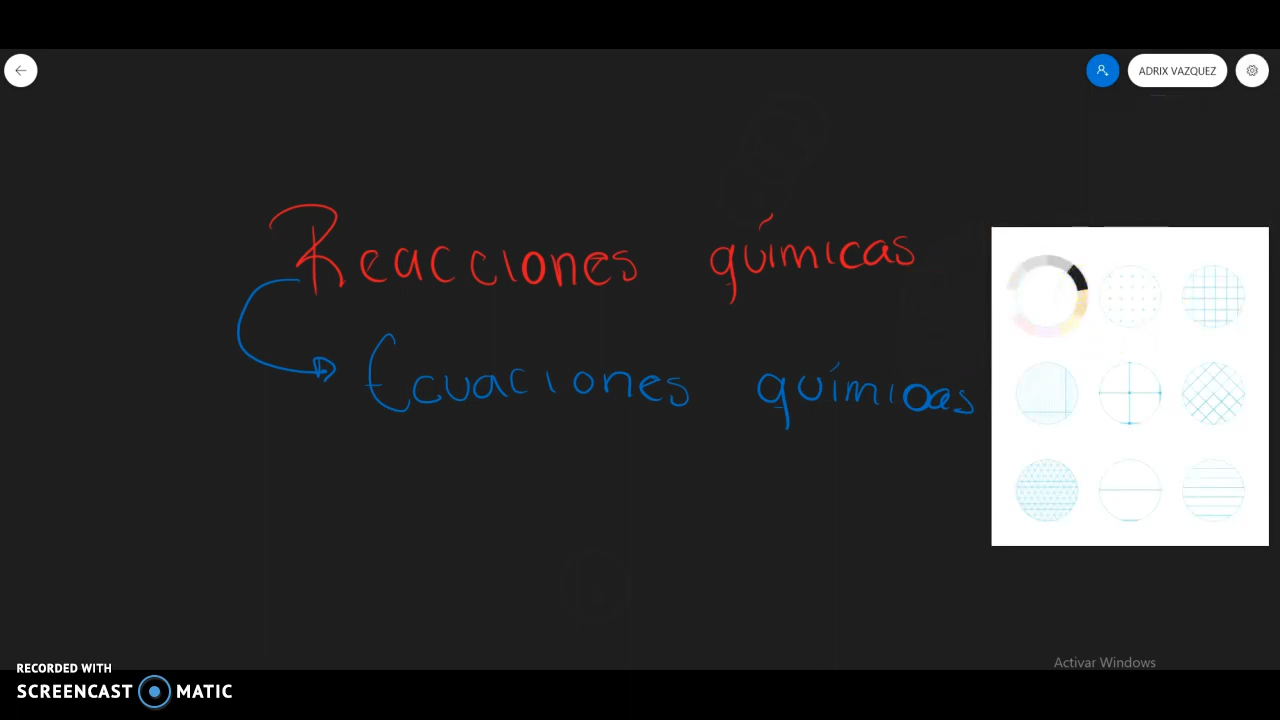 ADRIX VAZQUEZ
Reacciones químicas
Ecuaciones químicas
Activar Windows
RECORDED WITH
SCREENCAST MATIC